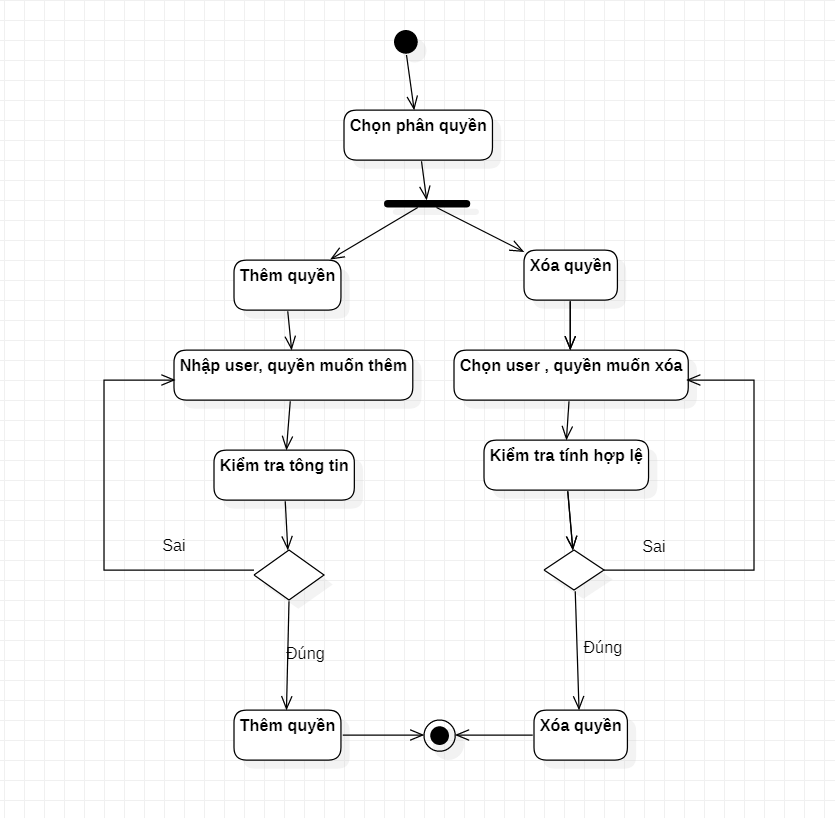 Chọn phân quyền
Thêm quyền
Xóa quyền
Nhập user, quyền muốn thêm
Chọn user , quyền muốn xóa
Kiểm tra tông tin
Kiểm tra tính hợp lệ
Sai
Sai
Đúng
Đúng
Thêm quyền
Xóa quyền